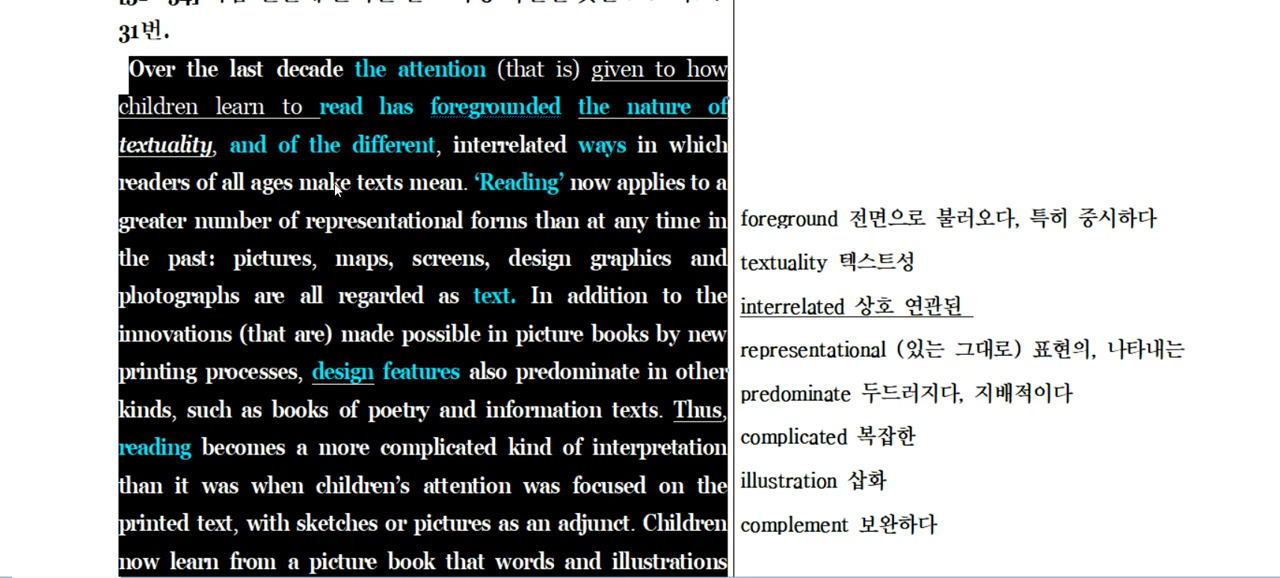 31번.
Over the last decade the attention (that is) given to how
children learn to read has foregrounded the nature of
textuality, and of the different, interrelated ways in which
readers of all ages make texts mean. ‘Reading’ now applies to a
greater number of representational forms than at any time in
the past: pictures, maps, screens, design graphics and
photographs are all regarded as text. In addition to the
innovations (that are) made possible in picture books by new
printing processes, design features also predominate in other
kinds, such as books of poetry and information texts. Thus,
reading becomes a more complicated kind of interpretation
than it was when children’s attention was focused on the
printed text, with sketches or pictures as an adjunct. Children
now learn from a picture book that words and illustrations
foreground 전면으로 불러오다, 특히 중시하다
textuality 텍스트성
interrelated 상호 연관된
representational (있는 그대로) 표현의, 나타내는
predominate 두드러지다, 지배적이다
complicated 복잡한
illustration 삽화
complement 보완하다